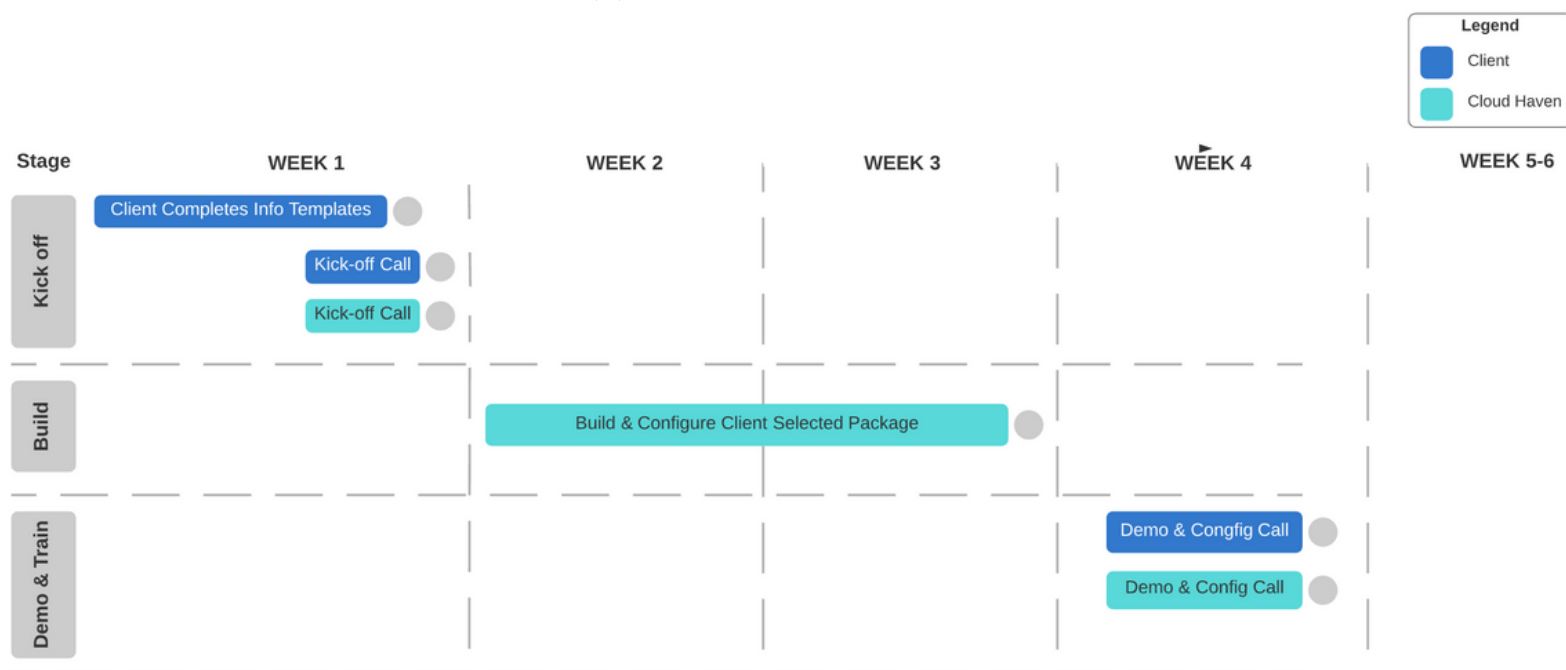 Legend
Client
Cloud Haven
Stage
WEEK 1
WEEK 2
WEEK 3
WEEK 4
WEEK 5-6
Kick off
Client Completes Info Templates
Kick-off Call
Kick-off Call
Build
Build & Configure Client Selected Package
Demo & Train
Demo & Congfig Call
Demo & Config Call